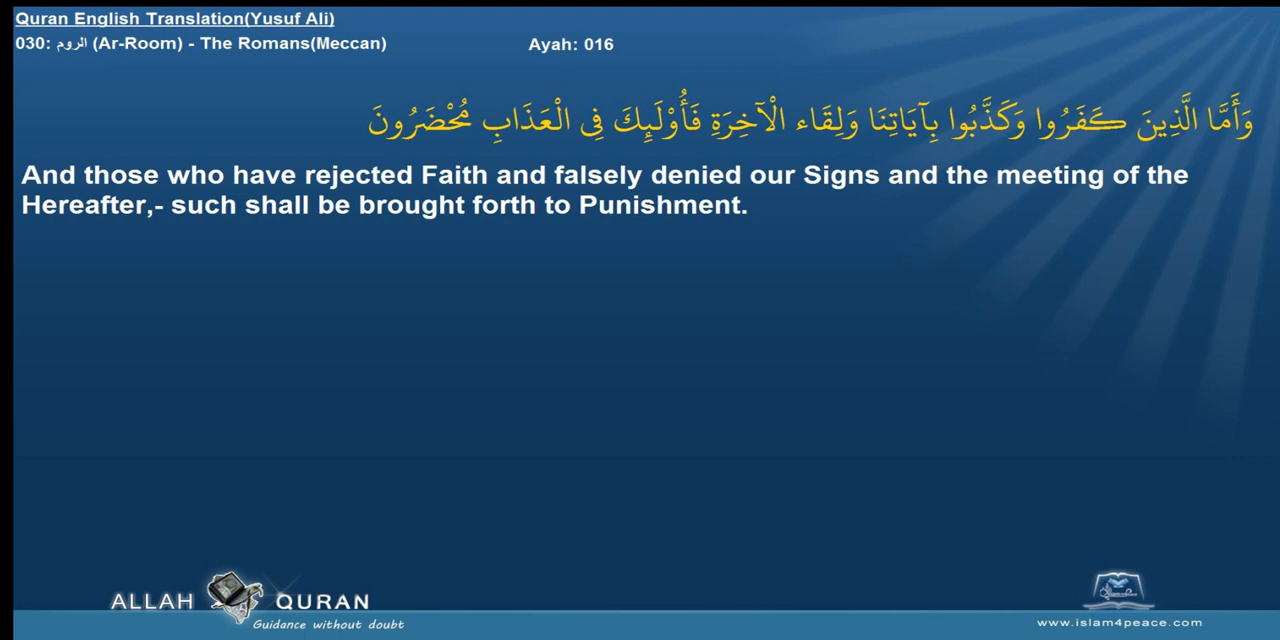 Quran English Translation(Yusuf Ali)
030: الروم (Ar-Room) - The Romans(Meccan) Ayah: 016
وَأَمَّا الَّذِينَ كَفَرُوا وَكَذَّبُوا بِآيَاتِنَا وَلِقَاء الْآخِرَةِ فَأُوْلَئِكَ فِي الْعَذَابِ مُحْضَرُونَ
And those who have rejected Faith and falsely denied our Signs and the meeting of the
Hereafter,- such shall be brought forth to Punishment.
ALLAH QURAN
Guidance without doubt
www.islam4peace.com